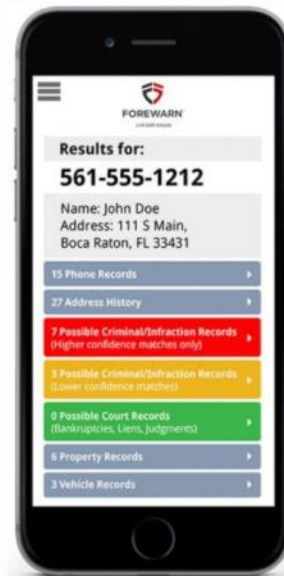 FOREWARN
Results for:
561-555-1212
Name: John Doe
Address: 111 S Main,
Boca Raton, FL 33431
15 Phone Records
27 Address History
7 Possible Criminal/Infraction Records
(Higher confidence matches only)
3 Possible Criminal/Infraction Records
(Lower confidence matches)
0 Possible Court Records
(Bankruptcies, Liens, Judgments)
6 Property Records
3 Vehicle Records